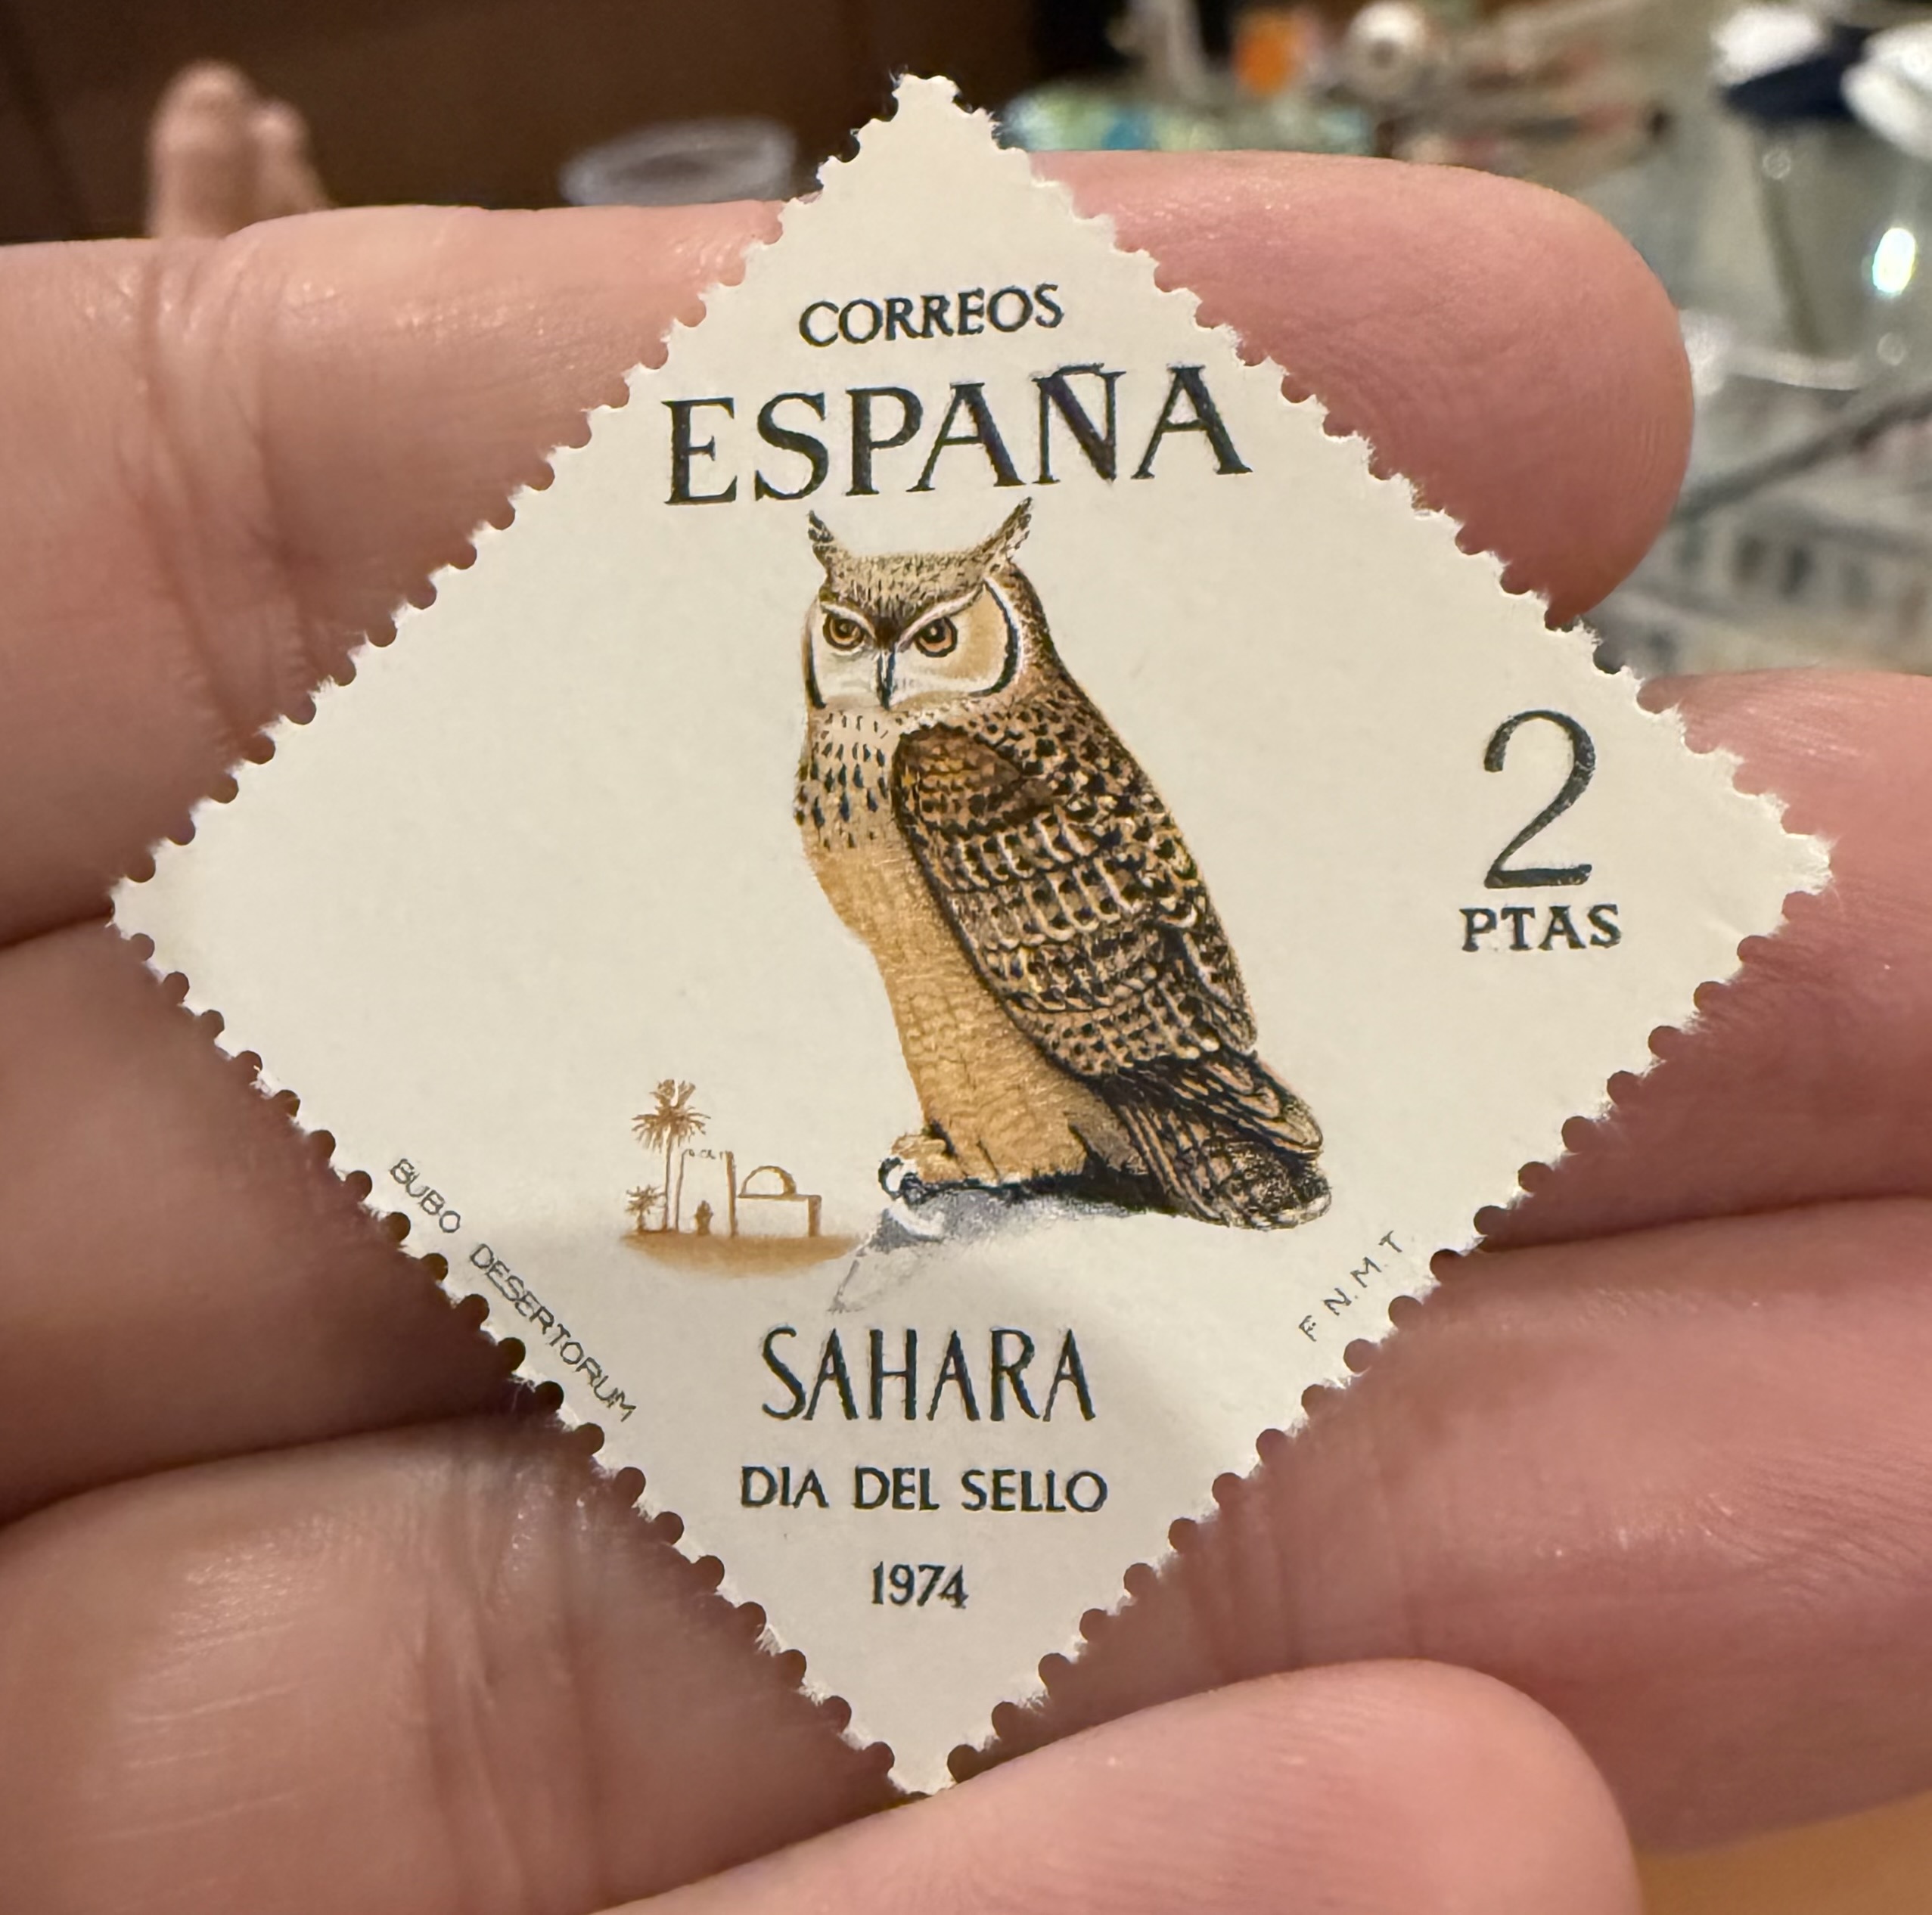 CORREOS
ESPAÑA
2
PTAS
BUBO DESERTORUM
F.N.M.T
SAHARA
DIA DEL SELLO
1974